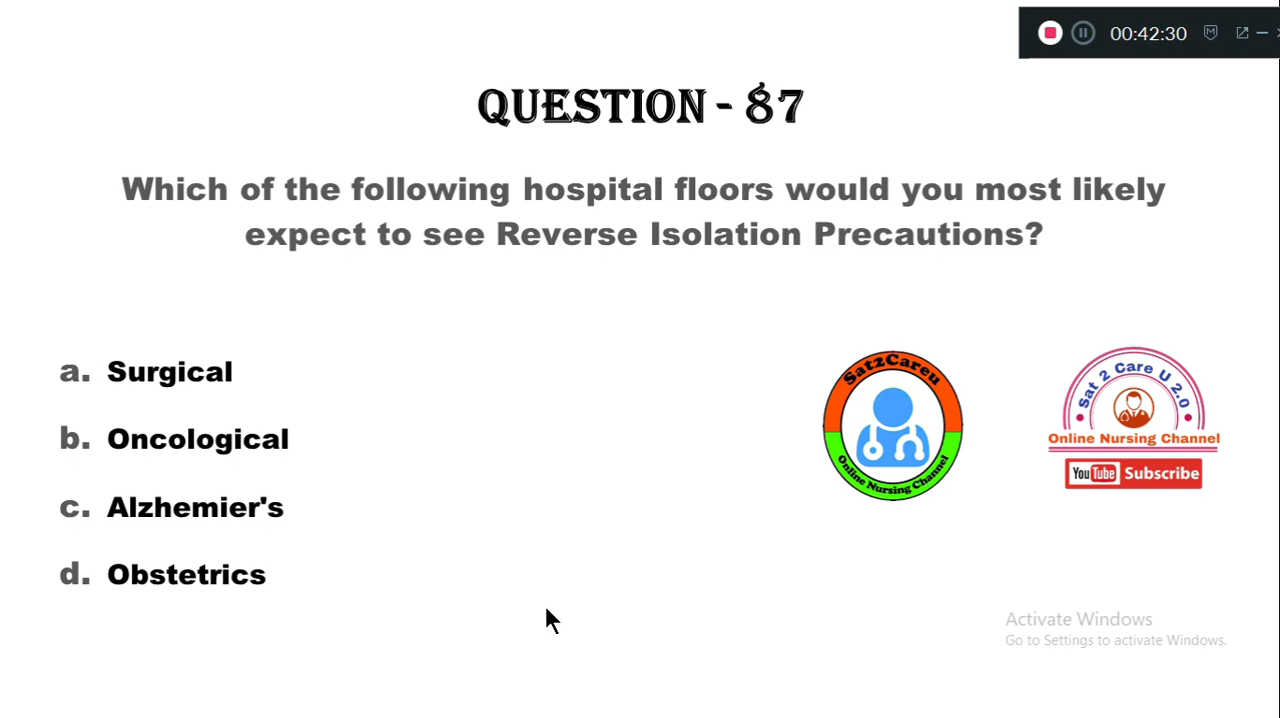 00:42:30
QUESTION - 87
Which of the following hospital floors would you most likely
expect to see Reverse Isolation Precautions?
a. Surgical
b. Oncological
c. Alzhemier's
d. Obstetrics
Sat2Careu
Online Nursing Channel
Sat 2 Care U 2.0
Online Nursing Channel
YouTube Subscribe
Activate Windows
Go to Settings to activate Windows.